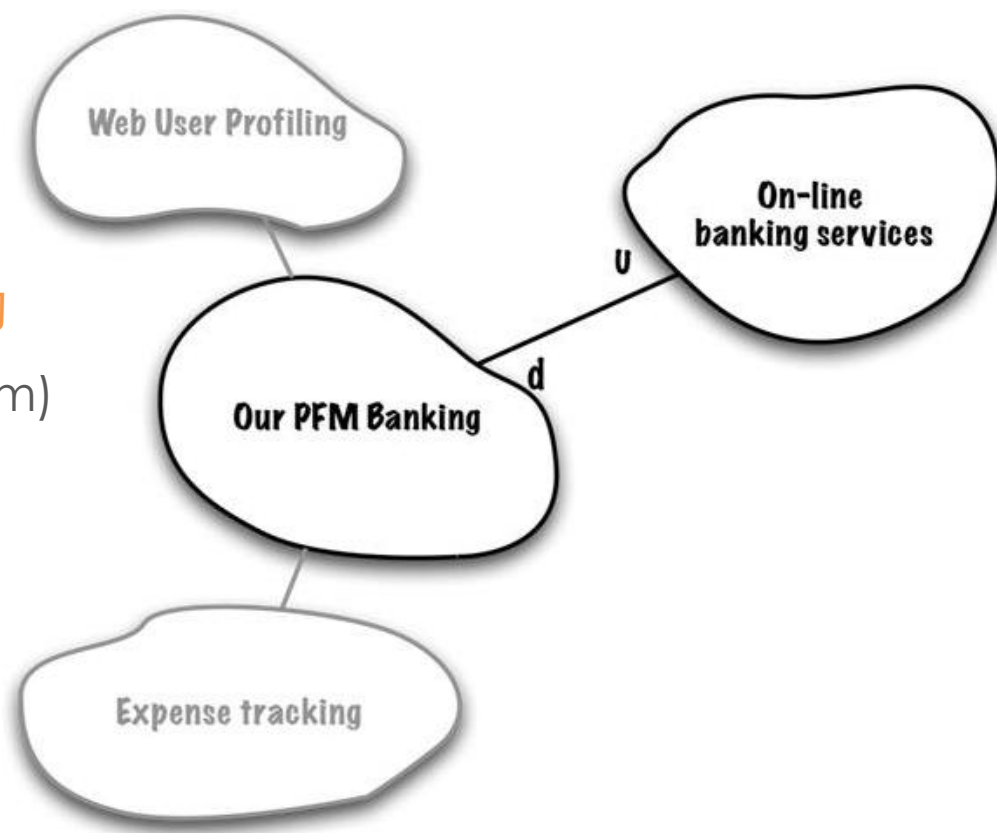 Web User Profiling
On-line
banking services
U
g
m)
d
Our PFM Banking
Expense tracking